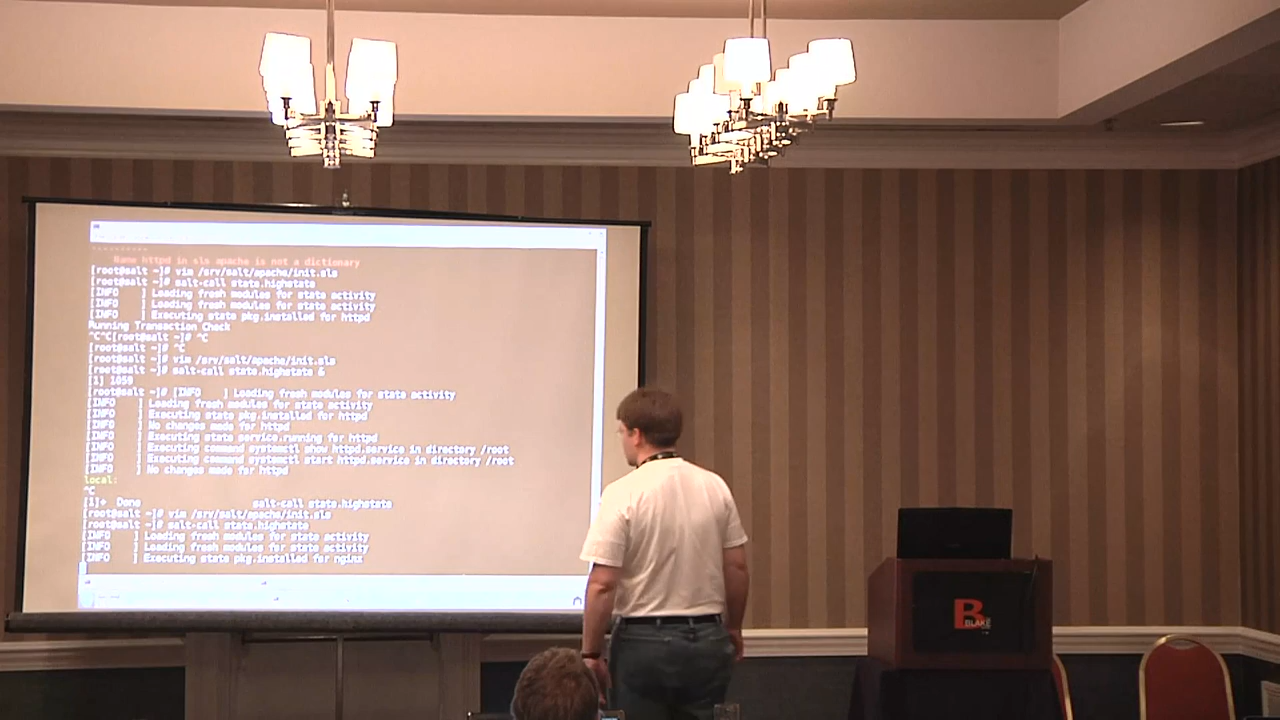 Name httpd in sls apache is not a dictionary
[root@salt ~]# vim /srv/salt/apache/init.sls
[root@salt ~]# salt-call state.highstate
[INFO    ] Loading fresh modules for state activity
[INFO    ] Loading fresh modules for state activity
[INFO    ] Executing state pkg.installed for httpd
Running Transaction Check
^C^C[root@salt ~]# ^C
[root@salt ~]# ^C
[root@salt ~]# vim /srv/salt/apache/init.sls
[root@salt ~]# salt-call state.highstate &
[1] 1059
[root@salt ~]# [INFO    ] Loading fresh modules for state activity
[INFO    ] Loading fresh modules for state activity
[INFO    ] Executing state pkg.installed for httpd
[INFO    ] No changes made for httpd
[INFO    ] Executing state service.running for httpd
[INFO    ] Executing command systemctl show httpd.service in directory /root
[INFO    ] Executing command systemctl start httpd.service in directory /root
[INFO    ] No changes made for httpd
local:
^C
[1]+  Done                    salt-call state.highstate
[root@salt ~]# vim /srv/salt/apache/init.sls
[root@salt ~]# salt-call state.highstate
[INFO    ] Loading fresh modules for state activity
[INFO    ] Loading fresh modules for state activity
[INFO    ] Executing state pkg.installed for nginx
B
BLAKE